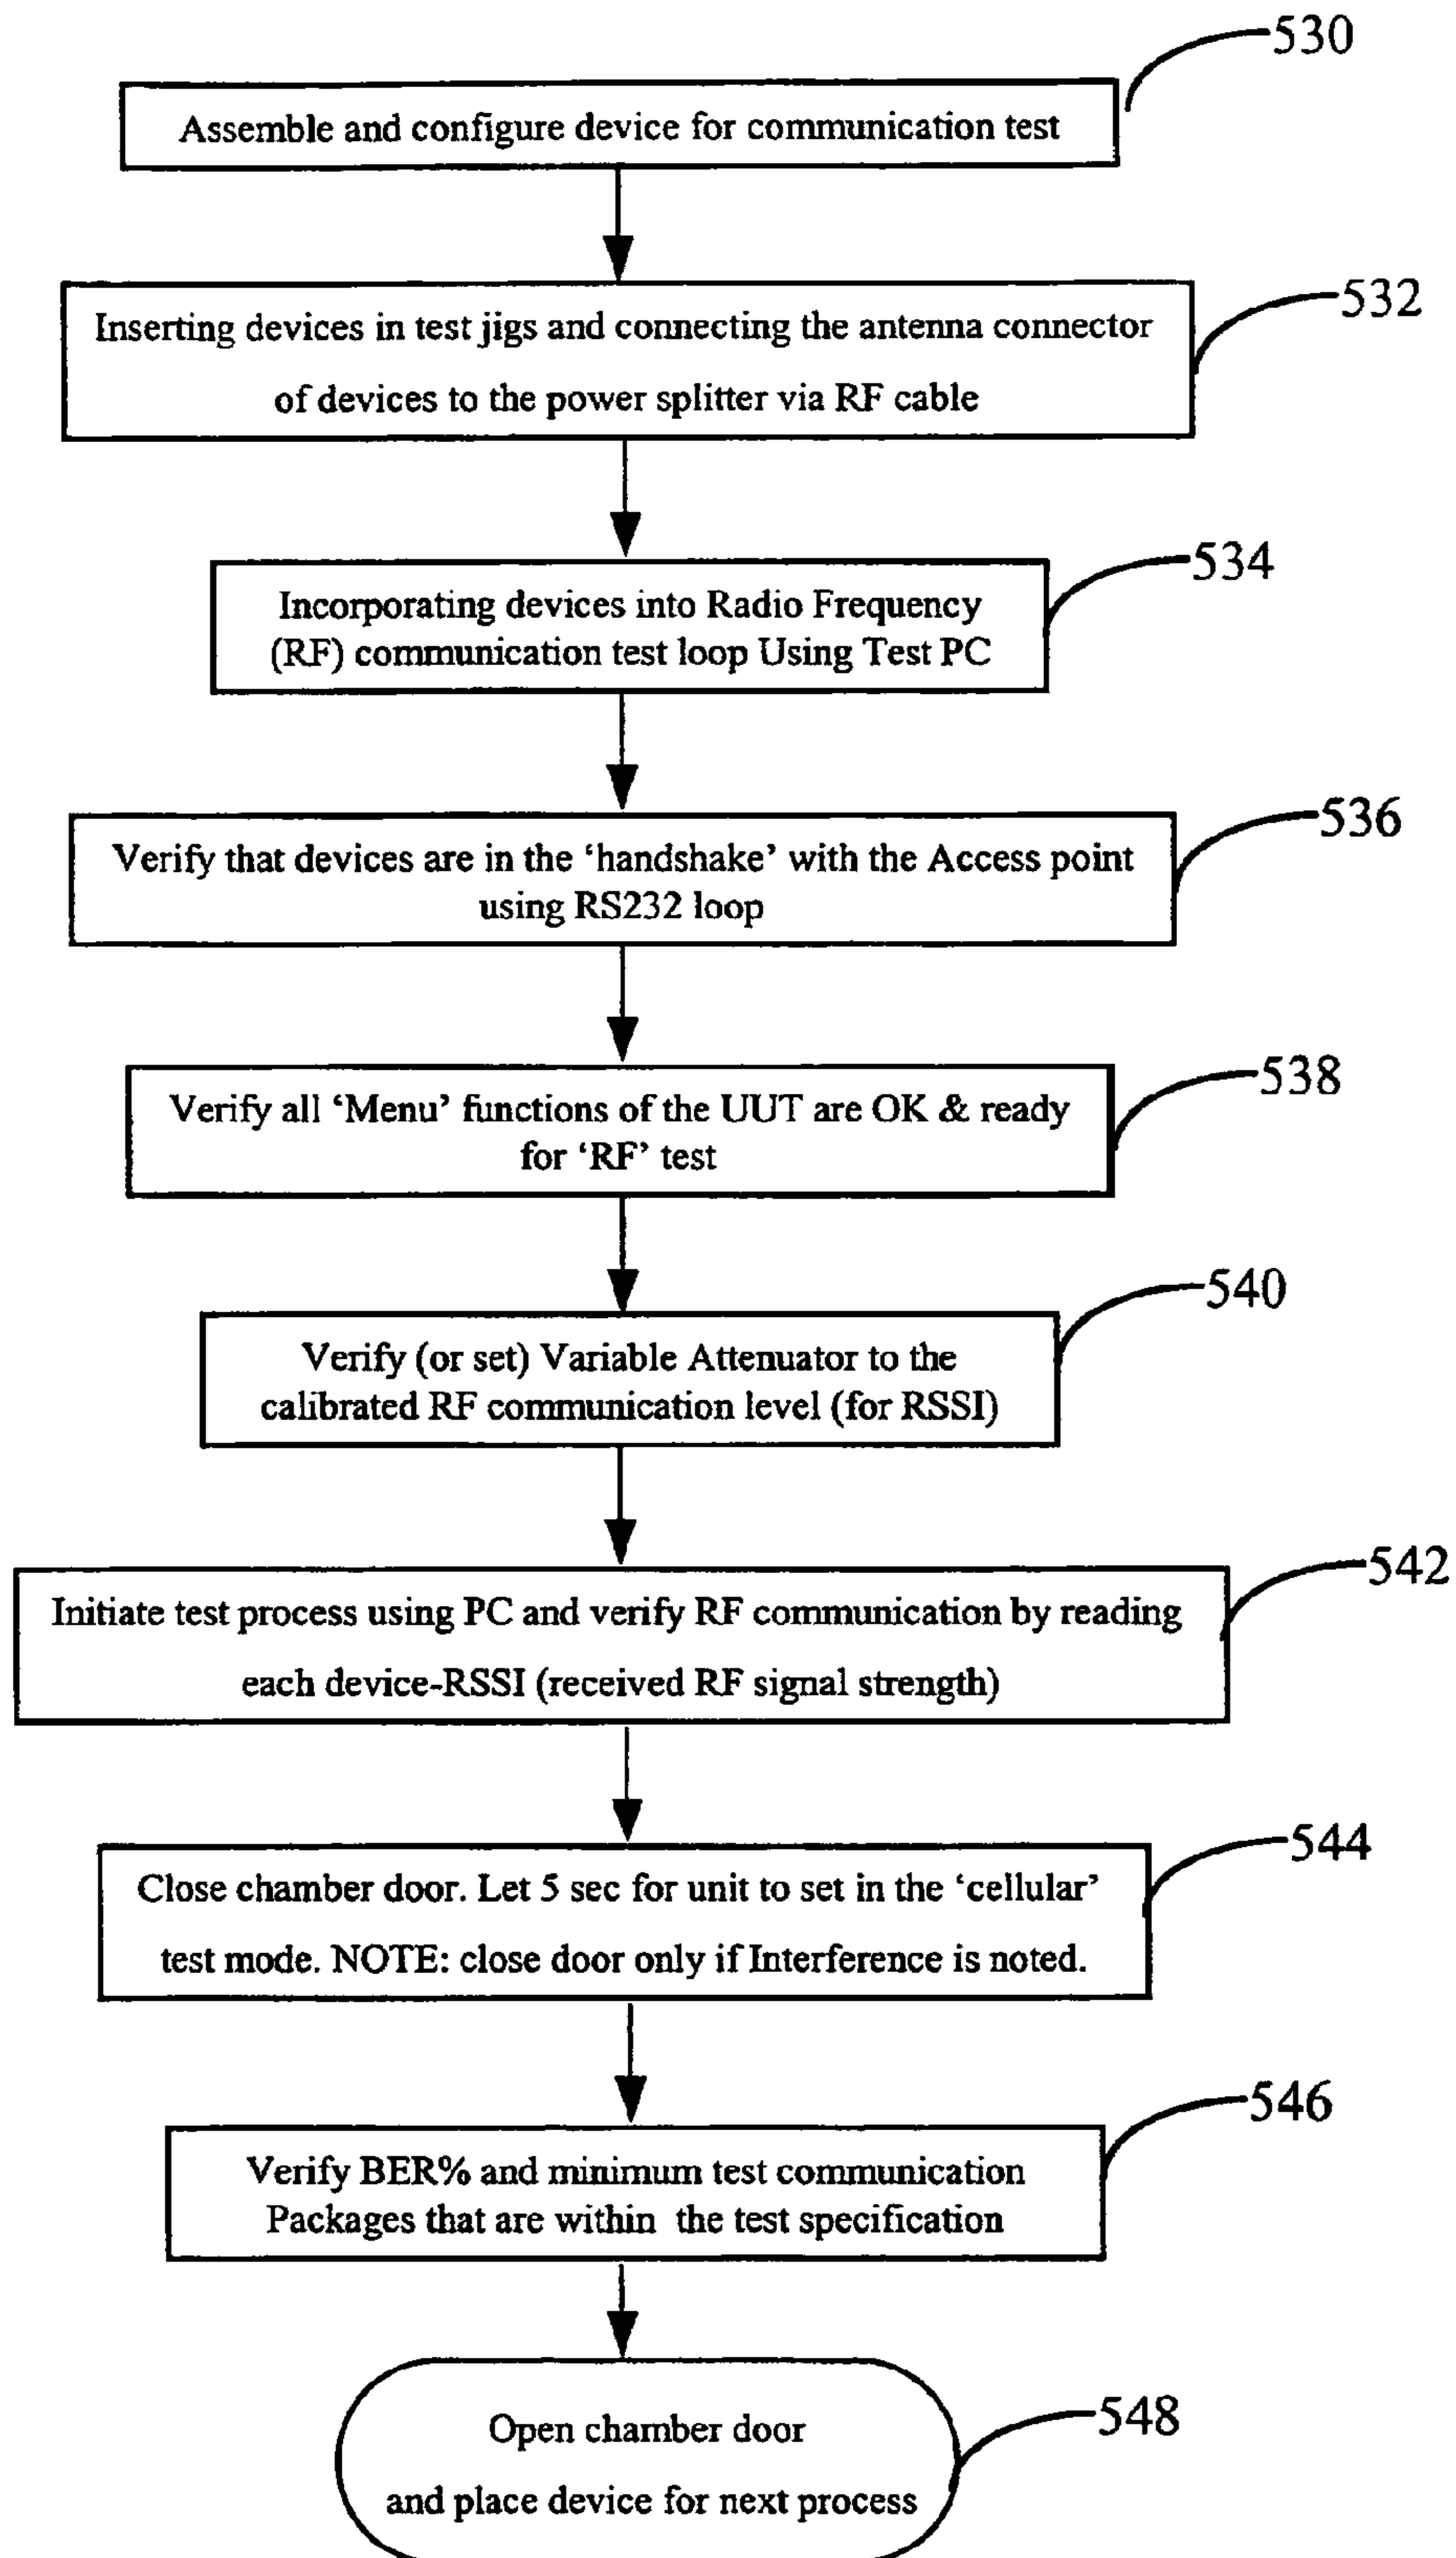 530
Assemble and configure device for communication test
532
Inserting devices in test jigs and connecting the antenna connector
of devices to the power splitter via RF cable
534
Incorporating devices into Radio Frequency
(RF) communication test loop Using Test PC
536
Verify that devices are in the ‘handshake’ with the Access point
using RS232 loop
538
Verify all ‘Menu’ functions of the UUT are OK & ready
for ‘RF’ test
540
Verify (or set) Variable Attenuator to the
calibrated RF communication level (for RSSI)
542
Initiate test process using PC and verify RF communication by reading
each device-RSSI (received RF signal strength)
544
Close chamber door. Let 5 sec for unit to set in the ‘cellular’
test mode. NOTE: close door only if Interference is noted.
546
Verify BER% and minimum test communication
Packages that are within the test specification
548
Open chamber door
and place device for next process